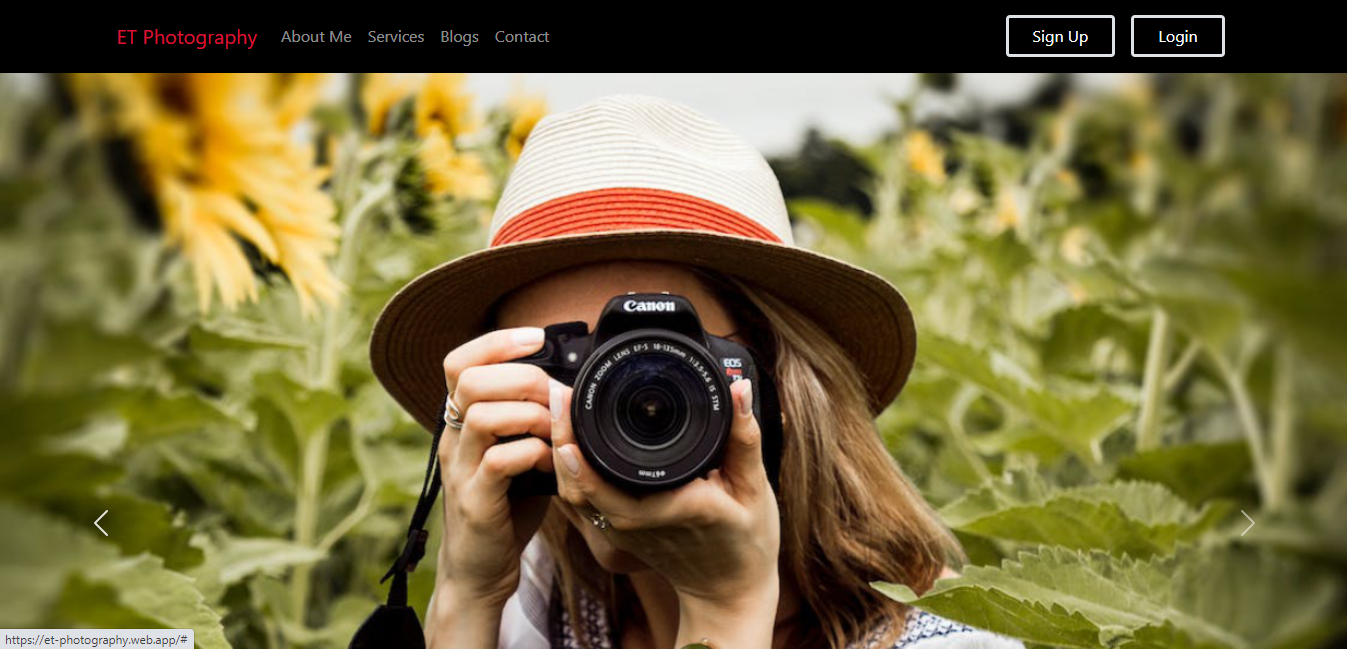 ET Photography About Me Services Blogs Contact Sign Up Login
Canon
EOS
CANON ZOOM LENS EF-S 18-135mm 1:3.5-5.6 IS STM
ø67mm
https://et-photography.web.app/#